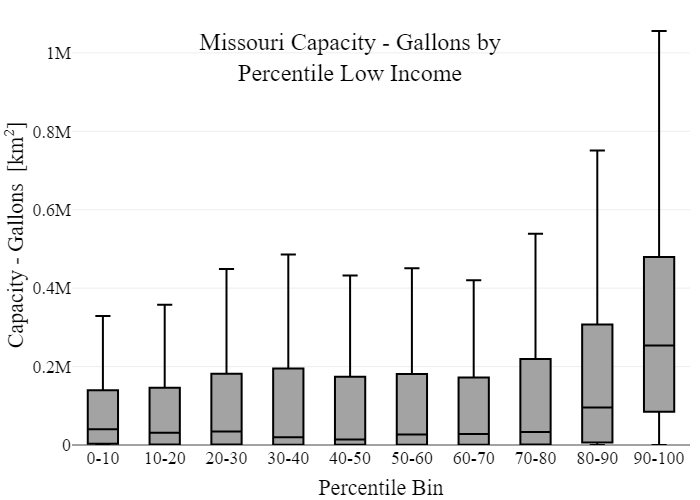 Missouri Capacity - Gallons by
Percentile Low Income
Capacity - Gallons [km²]
1M
0.8M
0.6M
0.4M
0.2M
0
0-10 10-20 20-30 30-40 40-50 50-60 60-70 70-80 80-90 90-100
Percentile Bin